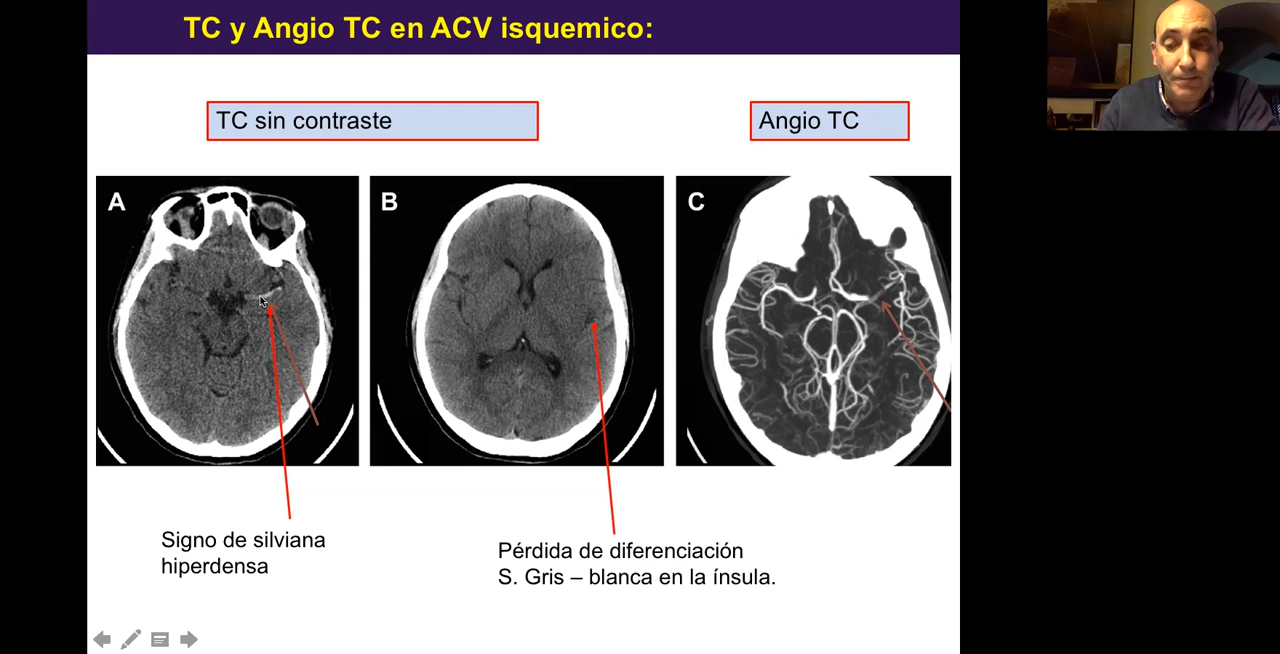 TC y Angio TC en ACV isquemico:
TC sin contraste
Angio TC
A
B
C
Signo de silviana
hiperdensa
Pérdida de diferenciación
S. Gris – blanca en la ínsula.